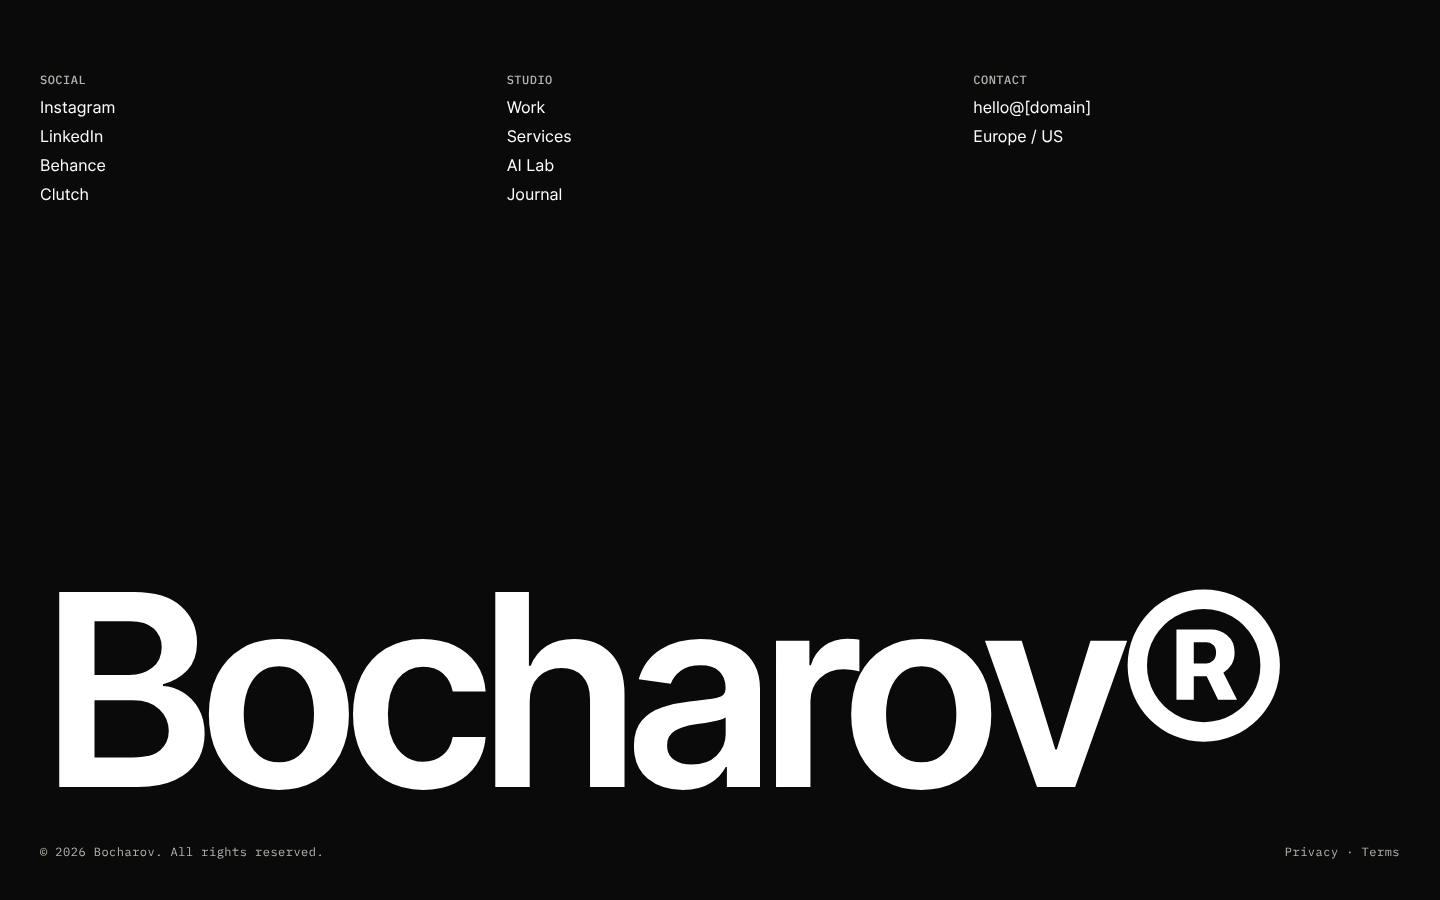 SOCIAL
Instagram
LinkedIn
Behance
Clutch
STUDIO
Work
Services
AI Lab
Journal
CONTACT
hello@[domain]
Europe / US
Bocharov®
© 2026 Bocharov. All rights reserved.
Privacy · Terms